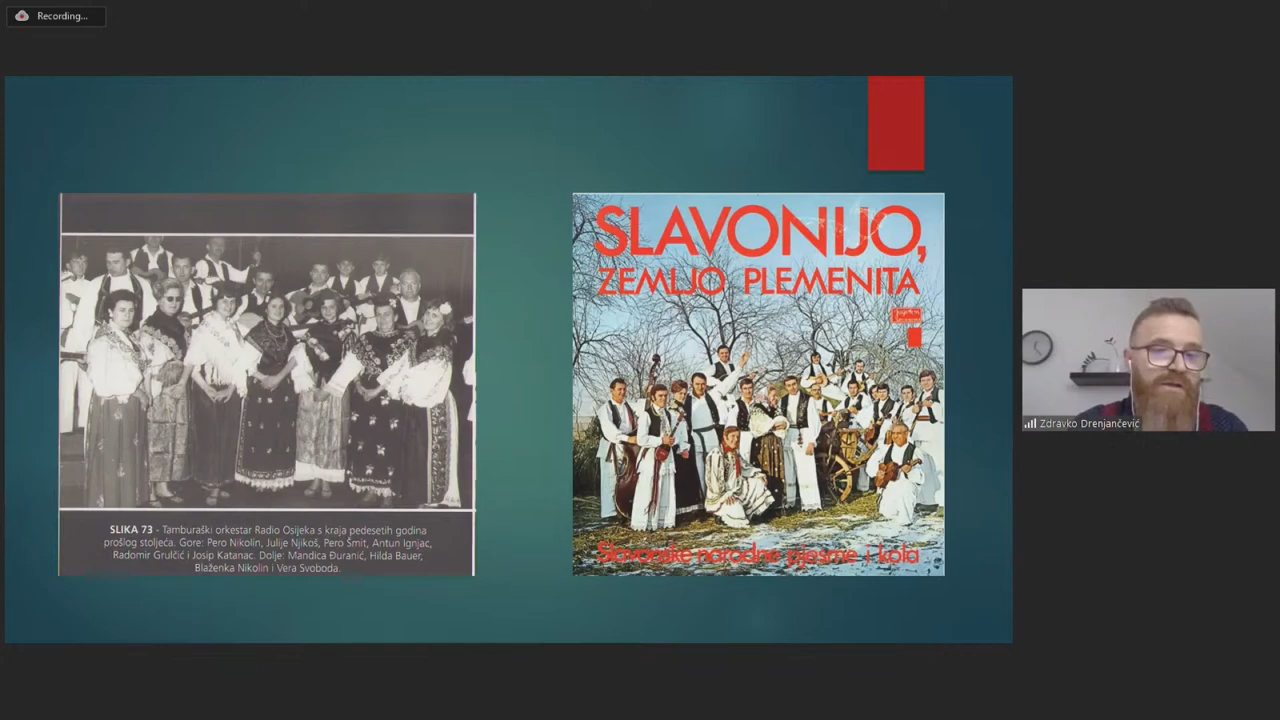 Recording...
SLIKA 73 - Tamburaški orkestar Radio Osijeka s kraja pedesetih godina
prošlog stoljeća. Gore: Pero Nikolin, Julije Njikoš, Pero Šmit, Antun Ignjac,
Radomir Grulčić i Josip Katanac. Dolje: Mandica Đuranić, Hilda Bauer,
Blaženka Nikolin i Vera Svoboda.
SLAVONIJO,
ZEMLJO PLEMENITA
Slavonske narodne pjesme i kola
Zdravko Drenjančević